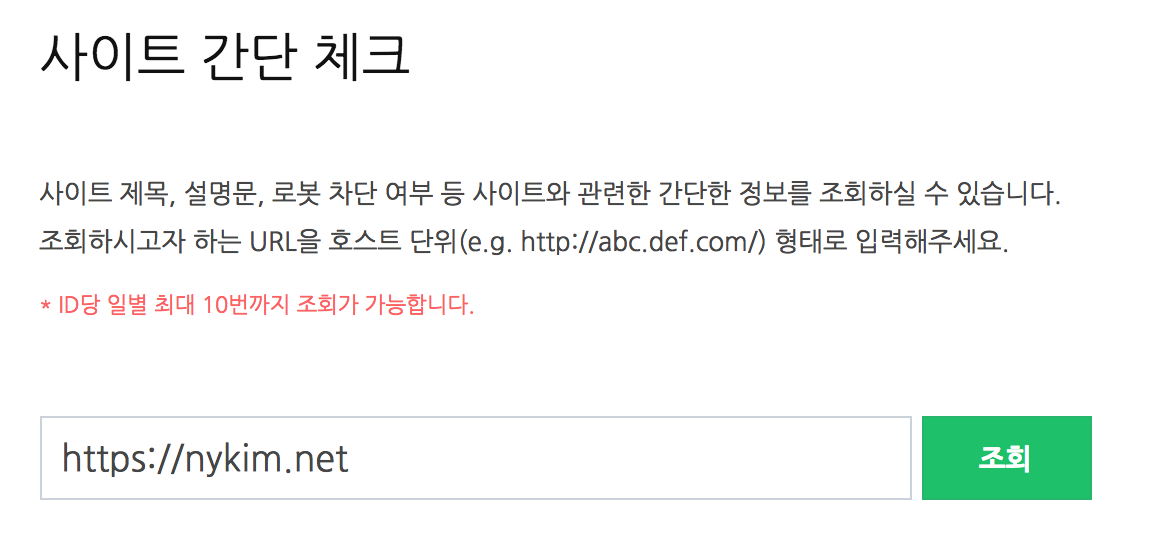 사이트 간단 체크
사이트 제목, 설명문, 로봇 차단 여부 등 사이트와 관련한 간단한 정보를 조회하실 수 있습니다.
조회하시고자 하는 URL을 호스트 단위(e.g. http://abc.def.com/) 형태로 입력해주세요.
* ID당 일별 최대 10번까지 조회가 가능합니다.
https://nykim.net
조회